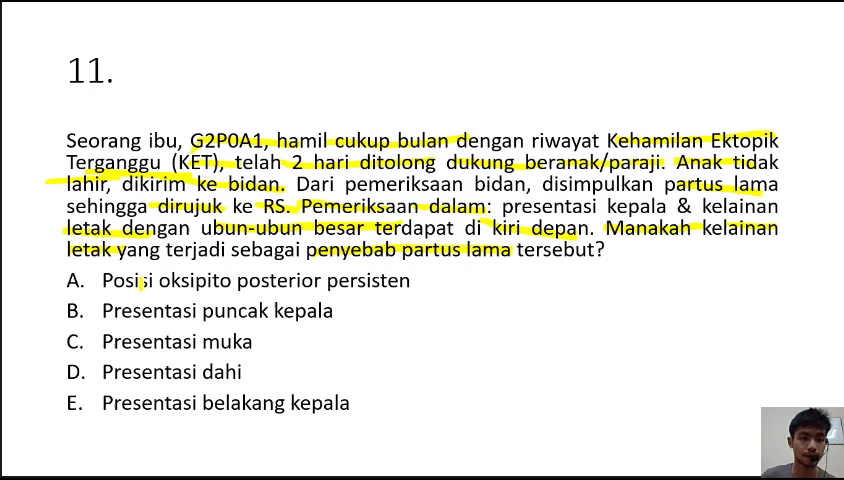 11.
Seorang ibu, G2P0A1, hamil cukup bulan dengan riwayat Kehamilan Ektopik
Terganggu (KET), telah 2 hari ditolong dukung beranak/paraji. Anak tidak
lahir, dikirim ke bidan. Dari pemeriksaan bidan, disimpulkan partus lama
sehingga dirujuk ke RS. Pemeriksaan dalam: presentasi kepala & kelainan
letak dengan ubun-ubun besar terdapat di kiri depan. Manakah kelainan
letak yang terjadi sebagai penyebab partus lama tersebut?
A. Posisi oksipito posterior persisten
B. Presentasi puncak kepala
C. Presentasi muka
D. Presentasi dahi
E. Presentasi belakang kepala